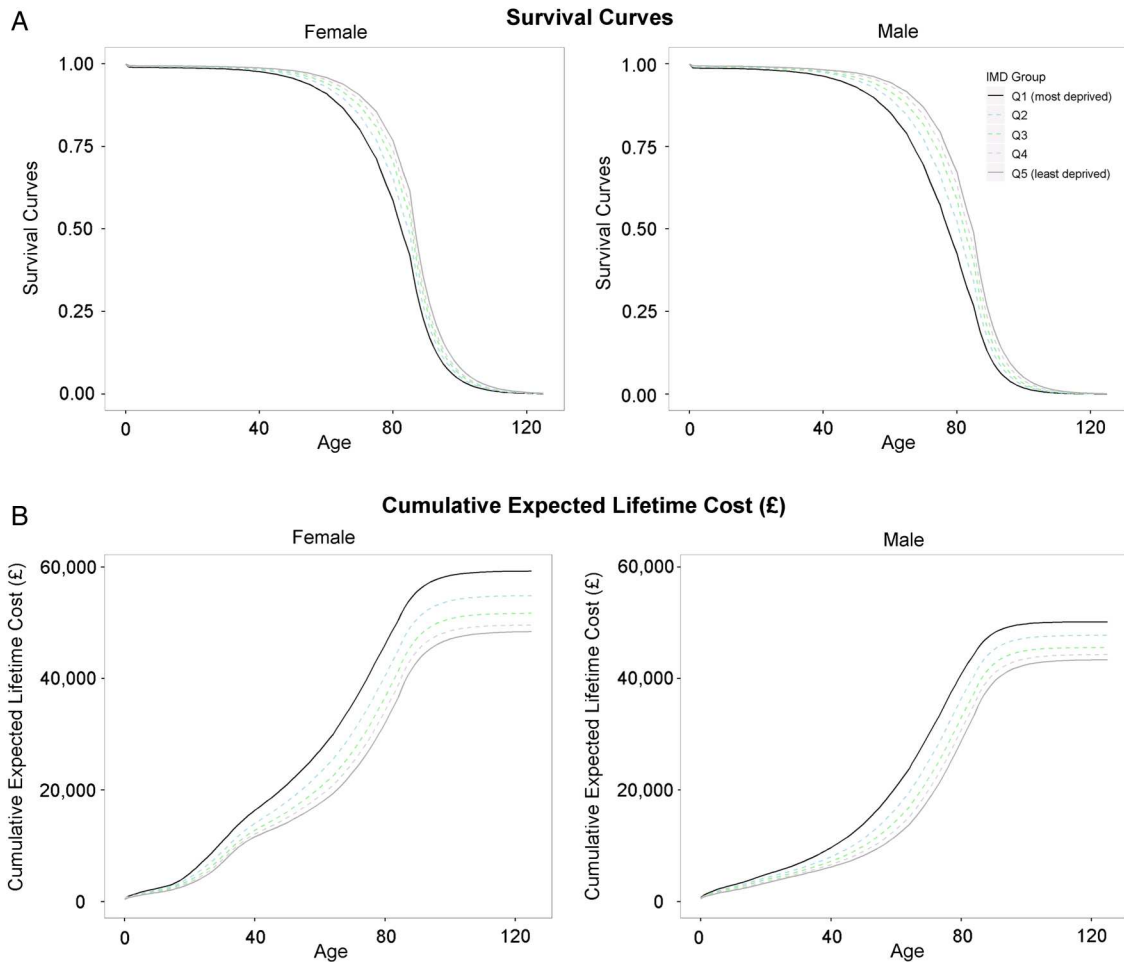 A
Survival Curves
Female
Male
Survival Curves
1.00
0.75
0.50
0.25
0.00
0
40
80
120
Age
Survival Curves
1.00
0.75
0.50
0.25
0.00
0
40
80
120
Age
IMD Group
Q1 (most deprived)
Q2
Q3
Q4
Q5 (least deprived)
B
Cumulative Expected Lifetime Cost (£)
Female
Male
Cumulative Expected Lifetime Cost (£)
60,000
40,000
20,000
0
0
40
80
120
Age
Cumulative Expected Lifetime Cost (£)
60,000
40,000
20,000
0
0
40
80
120
Age